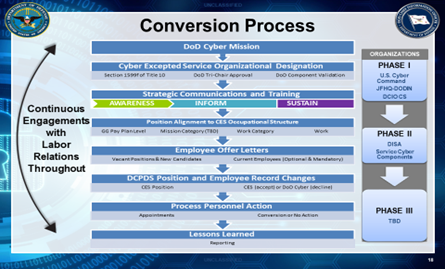 UNCLASSIFIED
Conversion Process
DoD Cyber Mission
Cyber Excepted Service Organizational Designation
Section 1599f of Title 10 DoD Tri-Chair Approval DoD Component Validation
Strategic Communications and Training
AWARENESS INFORM SUSTAIN
Position Alignment to CES Occupational Structure
GG Pay Plan Level Mission Category (TBD) Work Category Work
Employee Offer Letters
Vacant Positions & New Candidates Current Employees (Optional & Mandatory)
DCPDS Position and Employee Record Changes
CES Position CES (accept) or DoD Cyber (decline)
Process Personnel Action
Appointments Conversion or No Action
Lessons Learned
Reporting
Continuous
Engagements
with
Labor
Relations
Throughout
ORGANIZATIONS
PHASE I
U.S. Cyber
Command
JFHQ-DODIN
DCIO CS
PHASE II
DISA
Service Cyber
Components
PHASE III
TBD
UNCLASSIFIED
18